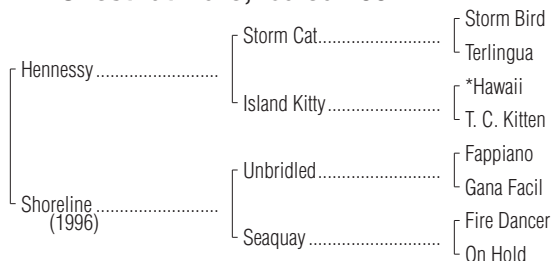 Storm Bird
Storm Cat..............................
Terlingua
Hennessy ..............................
*Hawaii
Island Kitty............................
T. C. Kitten
Fappiano
Unbridled..............................
Gana Facil
Shoreline ..............................
(1996)
Fire Dancer
Seaquay ................................
On Hold